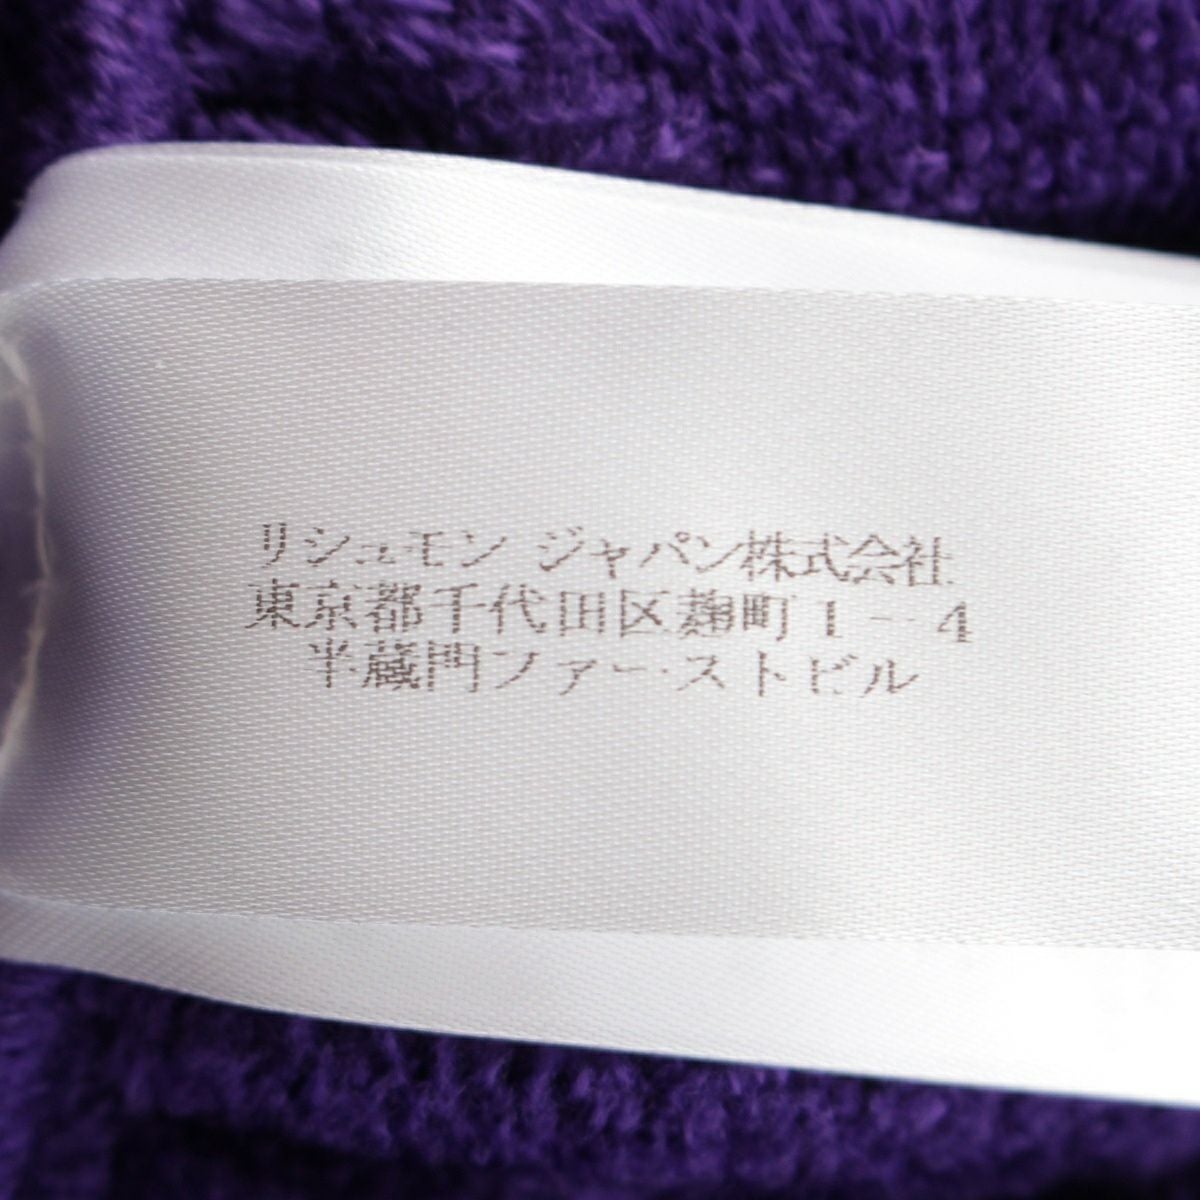 リシュモン ジャパン株式会社
東京都千代田区麹町1-4
半蔵門ファーストビル